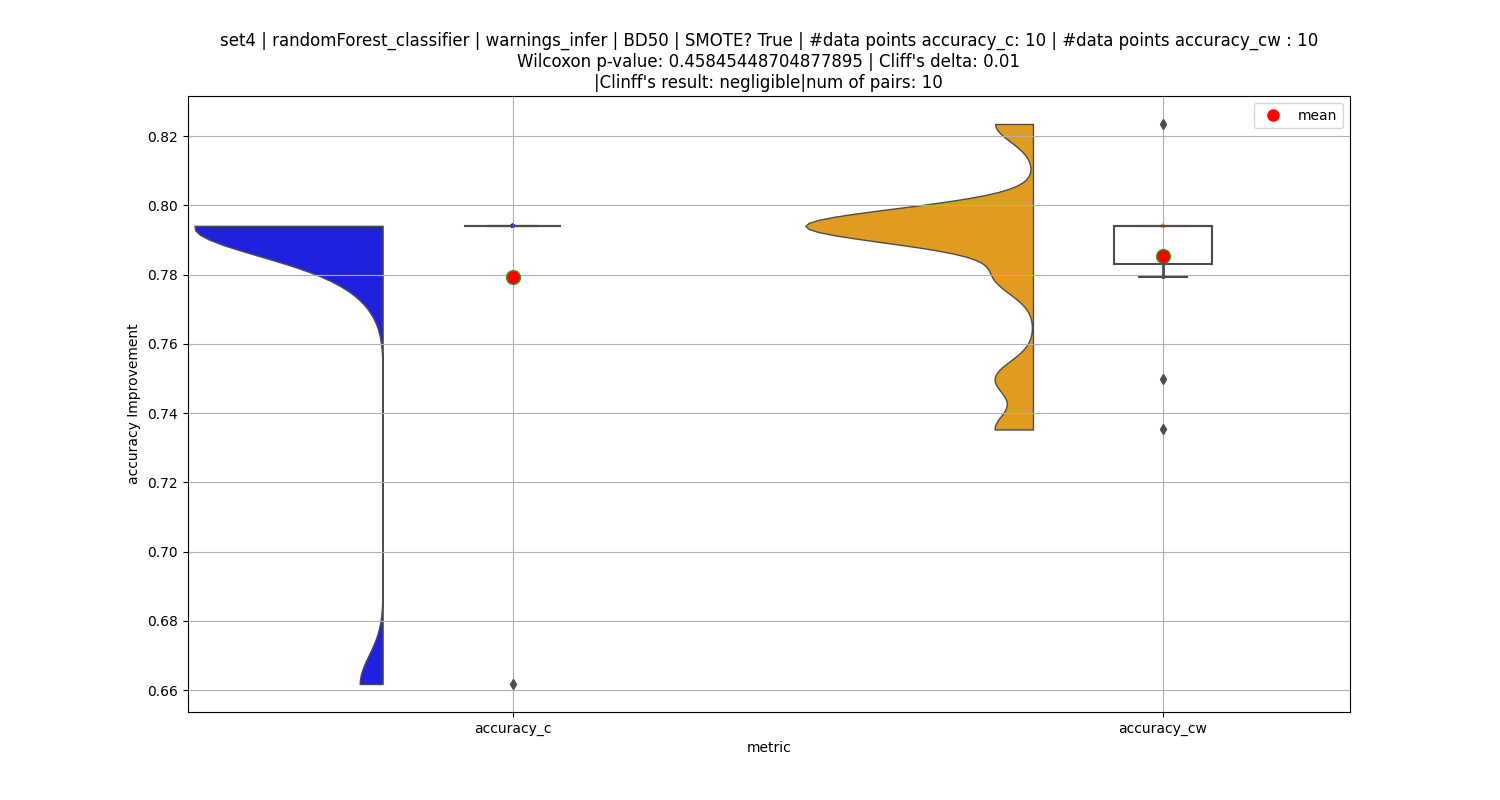 set4 | randomForest_classifier | warnings_infer | BD50 | SMOTE? True | #data points accuracy_c: 10 | #data points accuracy_cw : 10
Wilcoxon p-value: 0.45845448704877895 | Cliff's delta: 0.01
|Clinff's result: negligible|num of pairs: 10
mean
0.82
0.80
0.78
0.76
0.74
0.72
0.70
0.68
0.66
accuracy Improvement
accuracy_c
accuracy_cw
metric